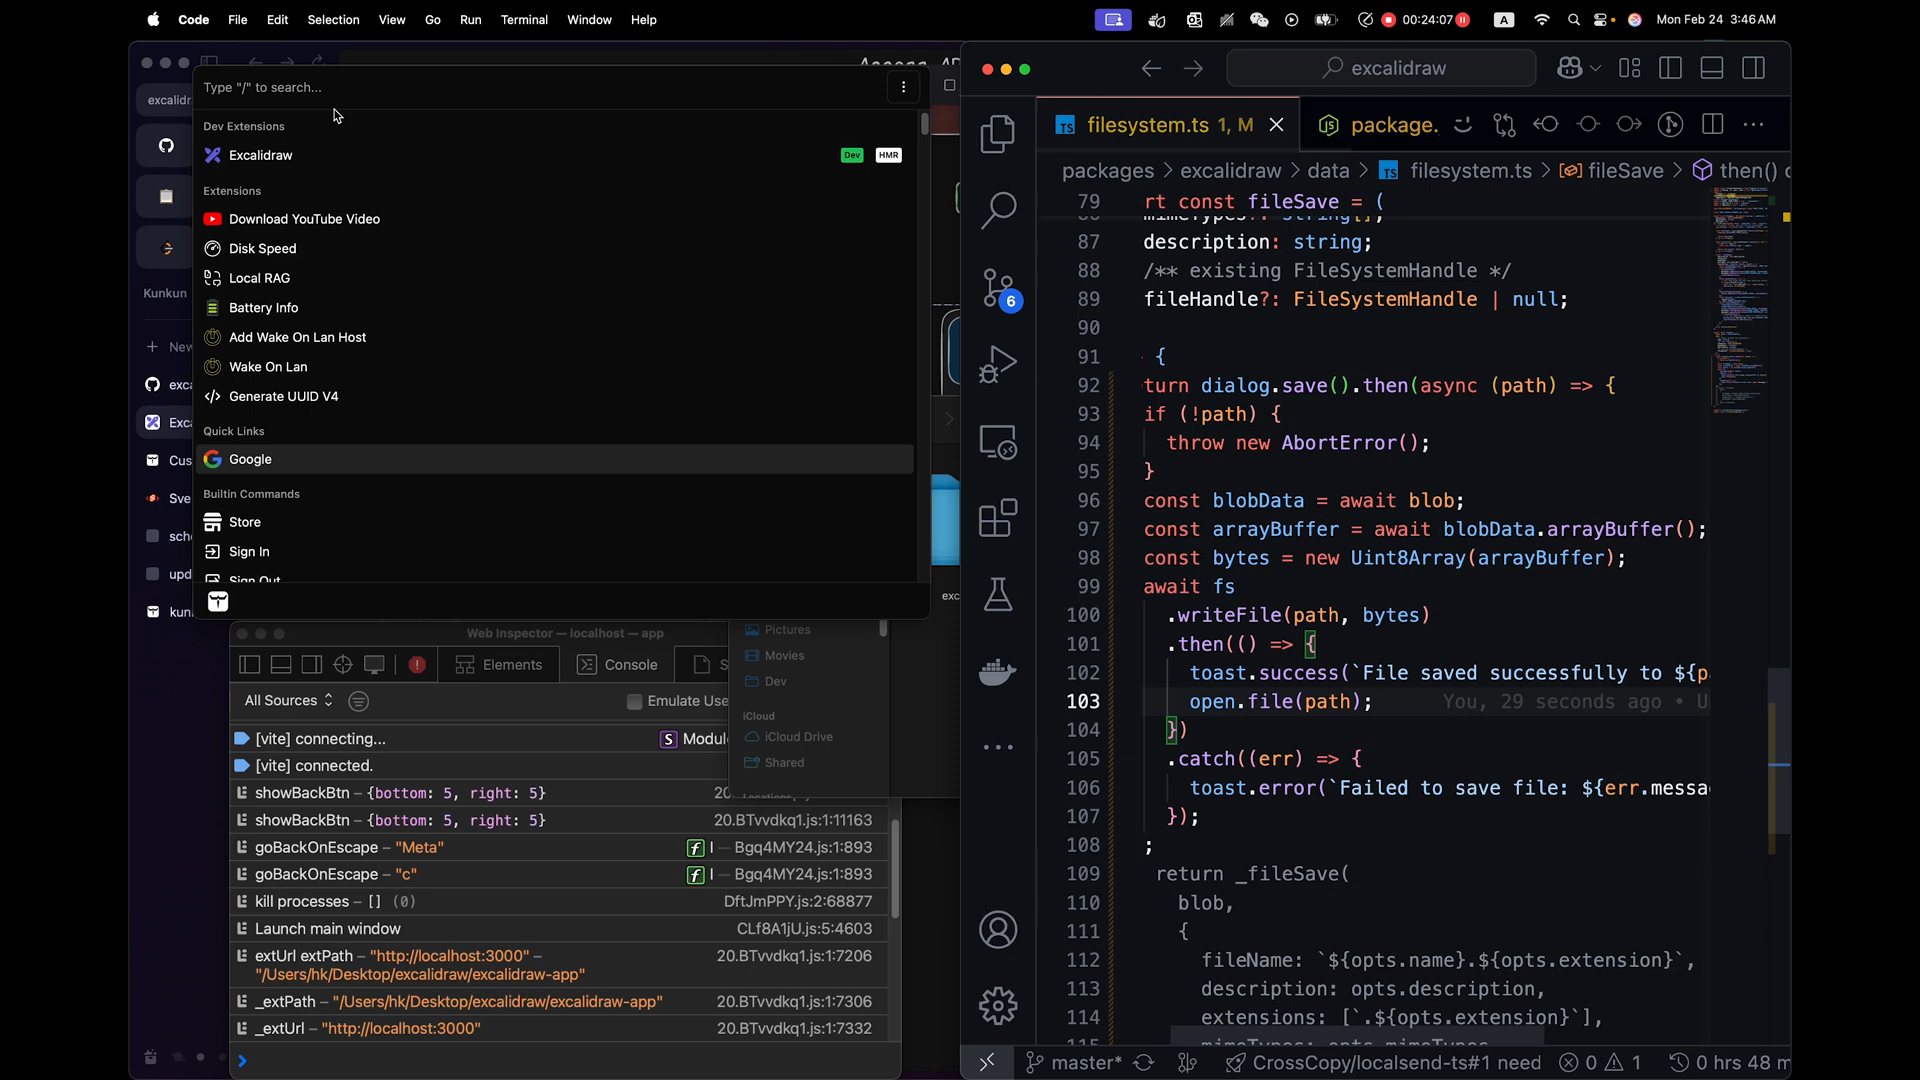 Code File Edit Selection View Go Run Terminal Window Help
00:24:07
A
Mon Feb 24 3:46 AM
Type "/" to search...
Dev Extensions
Excalidraw
Dev
HMR
Extensions
Download YouTube Video
Disk Speed
Local RAG
Battery Info
Add Wake On Lan Host
Wake On Lan
Generate UUID V4
Quick Links
Google
Builtin Commands
Store
Sign In
Sign Out
excalidr
Kunkun
+ New
exca
Exca
Cus
Sve
sch
upd
kun
exc
Web Inspector — localhost — app
Elements
Console
S
All Sources
Emulate Use
[vite] connecting...
S Modul
[vite] connected.
showBackBtn – {bottom: 5, right: 5}
20
showBackBtn – {bottom: 5, right: 5}
20.BTvvdkq1.js:1:11163
goBackOnEscape – "Meta"
f l — Bgq4MY24.js:1:893
goBackOnEscape – "c"
f l — Bgq4MY24.js:1:893
kill processes – [] (0)
DftJmPPY.js:2:68877
Launch main window
CLf8A1jU.js:5:4603
extUrl extPath – "http://localhost:3000" –
20.BTvvdkq1.js:1:7206
"/Users/hk/Desktop/excalidraw/excalidraw-app"
_extPath – "/Users/hk/Desktop/excalidraw/excalidraw-app"
20.BTvvdkq1.js:1:7306
_extUrl – "http://localhost:3000"
20.BTvvdkq1.js:1:7332
Pictures
Movies
Dev
iCloud
iCloud Drive
Shared
Locations
excalidraw
TS filesystem.ts 1, M
package.
packages > excalidraw > data > TS filesystem.ts > fileSave > then() c
6
79 rt const fileSave = (
86 mimeTypes?: string[];
87 description: string;
88 /** existing FileSystemHandle */
89 fileHandle?: FileSystemHandle | null;
90
91 {
92 turn dialog.save().then(async (path) => {
93 if (!path) {
94 throw new AbortError();
95 }
96 const blobData = await blob;
97 const arrayBuffer = await blobData.arrayBuffer();
98 const bytes = new Uint8Array(arrayBuffer);
99 await fs
100 .writeFile(path, bytes)
101 .then(() => {
102 toast.success(`File saved successfully to ${p
103 open.file(path); You, 29 seconds ago • U
104 })
105 .catch((err) => {
106 toast.error(`Failed to save file: ${err.messa
107 });
108 ;
109 return _fileSave(
110 blob,
111 {
112 fileName: `${opts.name}.${opts.extension}`,
113 description: opts.description,
114 extensions: [`.${opts.extension}`],
115 mimeTypes: opts.mimeTypes
master*
CrossCopy/localsend-ts#1 need
0
1
0 hrs 48 m